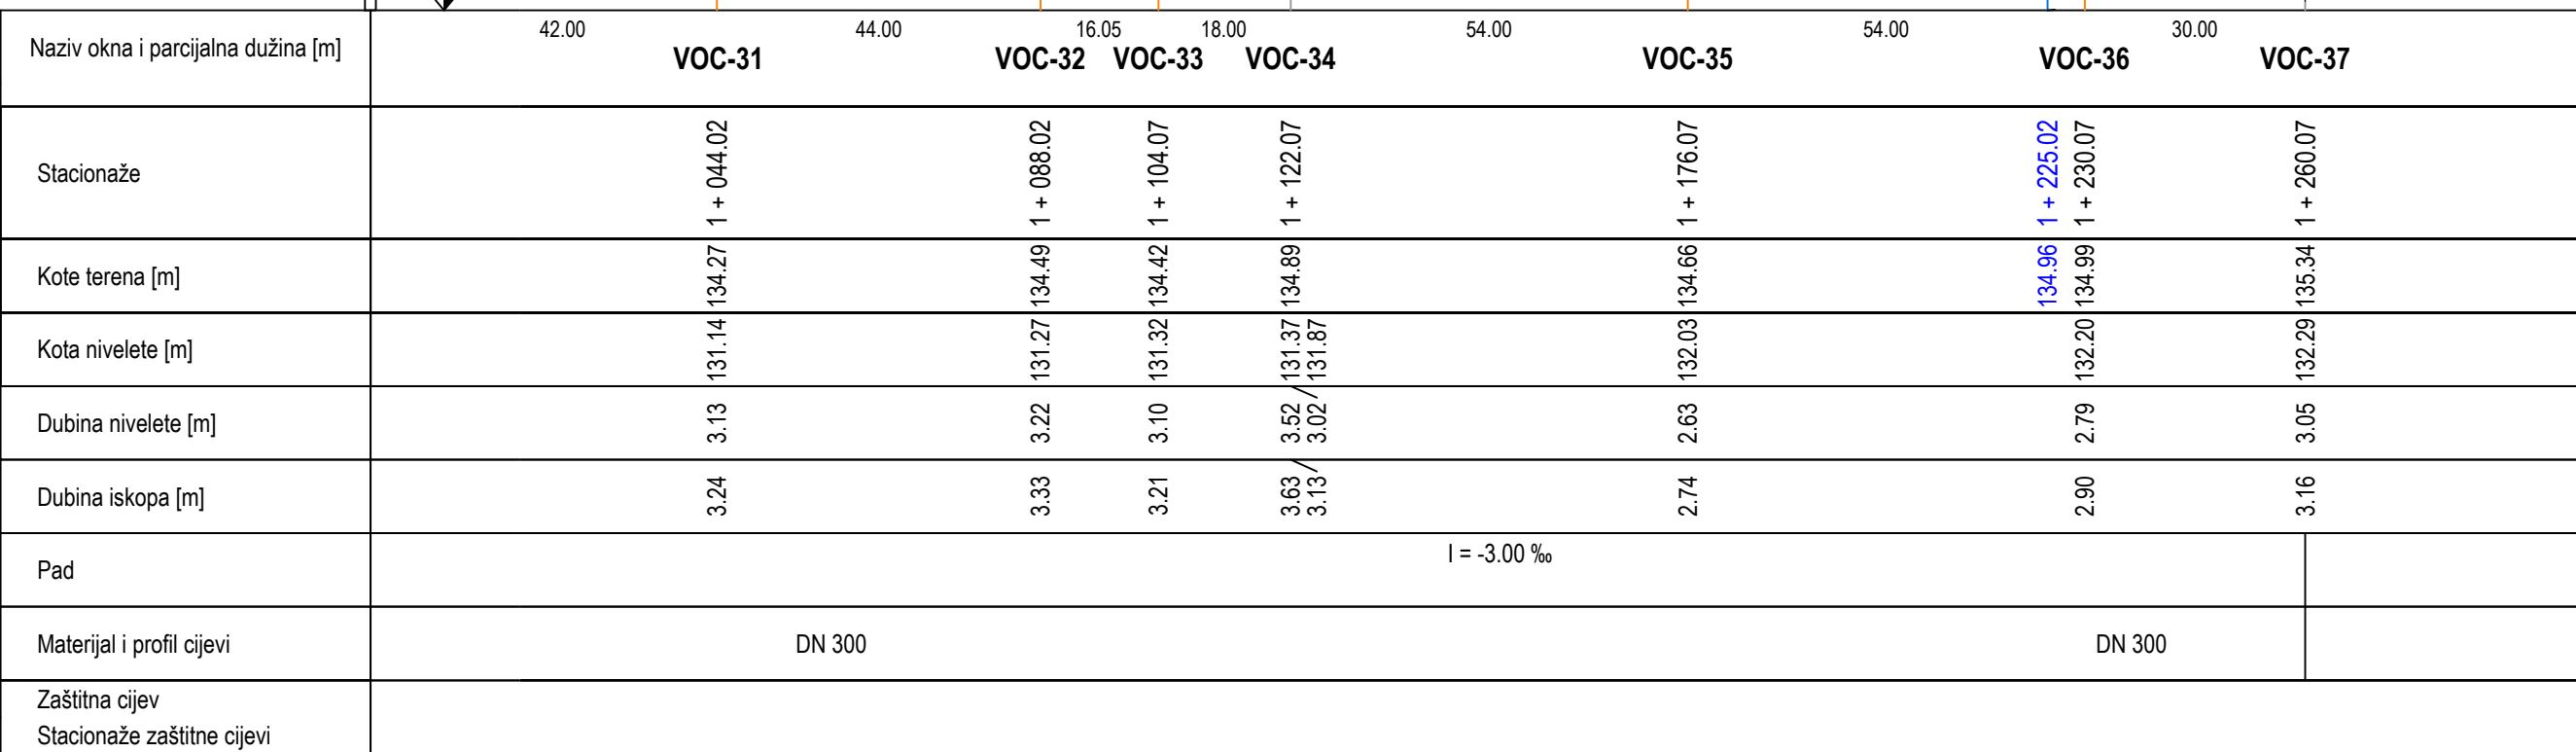 Naziv okna i parcijalna dužina [m]
42.00 44.00 16.05 18.00 54.00 54.00 30.00
VOC-31 VOC-32 VOC-33 VOC-34 VOC-35 VOC-36 VOC-37
Stacionaže
1 + 044.02 1 + 088.02 1 + 104.07 1 + 122.07 1 + 176.07 1 + 225.02 1 + 230.07 1 + 260.07
Kote terena [m]
134.27 134.49 134.42 134.89 134.66 134.96 134.99 135.34
Kota nivelete [m]
131.14 131.27 131.32 131.37 131.87 132.03 132.20 132.29
Dubina nivelete [m]
3.13 3.22 3.10 3.52 3.02 2.63 2.79 3.05
Dubina iskopa [m]
3.24 3.33 3.21 3.63 3.13 2.74 2.90 3.16
Pad
I = -3.00 ‰
Materijal i profil cijevi
DN 300 DN 300
Zaštitna cijev
Stacionaže zaštitne cijevi